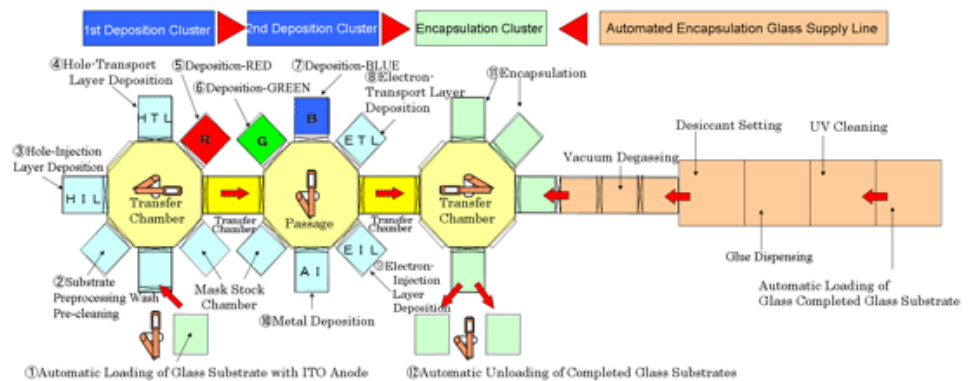 1st Deposition Cluster
2nd Deposition Cluster
Encapsulation Cluster
Automated Encapsulation Glass Supply Line
④Hole-Transport
Layer Deposition
⑤Deposition-RED
⑥Deposition-GREEN
⑦Deposition-BLUE
⑧Electron-
Transport Layer
Deposition
⑪Encapsulation
③Hole-Injection
Layer Deposition
HTL
R
G
B
ETL
HIL
Transfer
Chamber
Transfer
Chamber
Passage
Transfer
Chamber
Transfer
Chamber
Vacuum Degassing
Desiccant Setting
UV Cleaning
Glue Dispensing
Automatic Loading of
Glass Completed Glass Substrate
②Substrate
Preprocessing Wash
Pre-cleaning
Mask Stock
Chamber
AI
EIL
⑨Electron-
Injection
Layer
Deposition
⑩Metal Deposition
①Automatic Loading of Glass Substrate with ITO Anode
⑫Automatic Unloading of Completed Glass Substrates